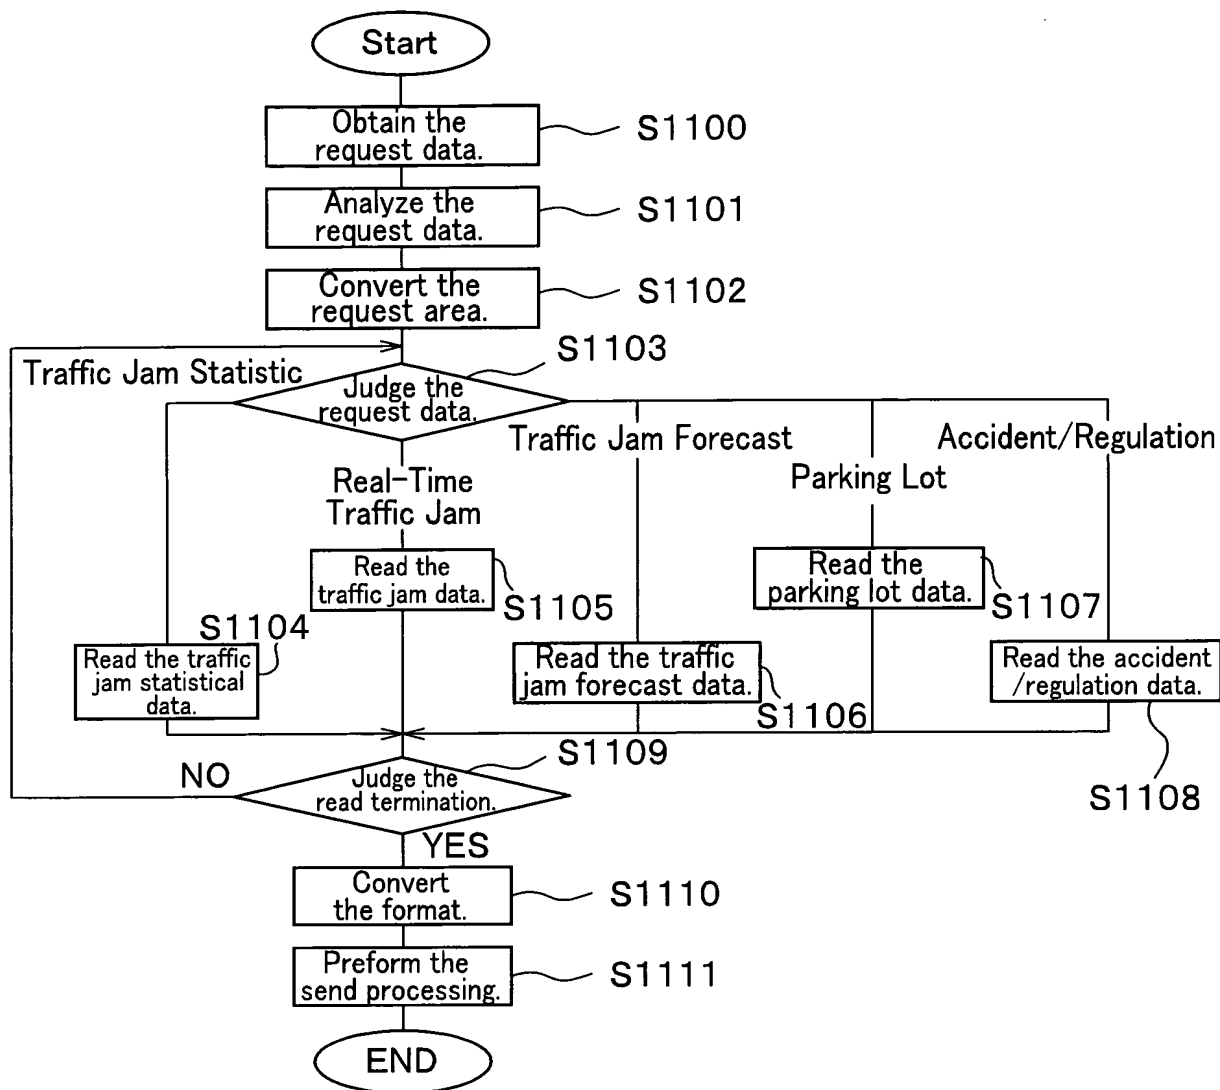 Start
Obtain the
request data.
S1100
Analyze the
request data.
S1101
Convert the
request area.
S1102
S1103
Traffic Jam Statistic
Judge the
request data.
Traffic Jam Forecast
Accident/Regulation
Real-Time
Traffic Jam
Parking Lot
Read the
traffic jam data.
S1105
Read the
parking lot data.
S1107
S1104
Read the traffic
jam statistical
data.
Read the traffic
jam forecast data.
S1106
Read the accident
/regulation data.
S1108
S1109
NO
Judge the
read termination.
YES
Convert
the format.
S1110
Preform the
send processing.
S1111
END